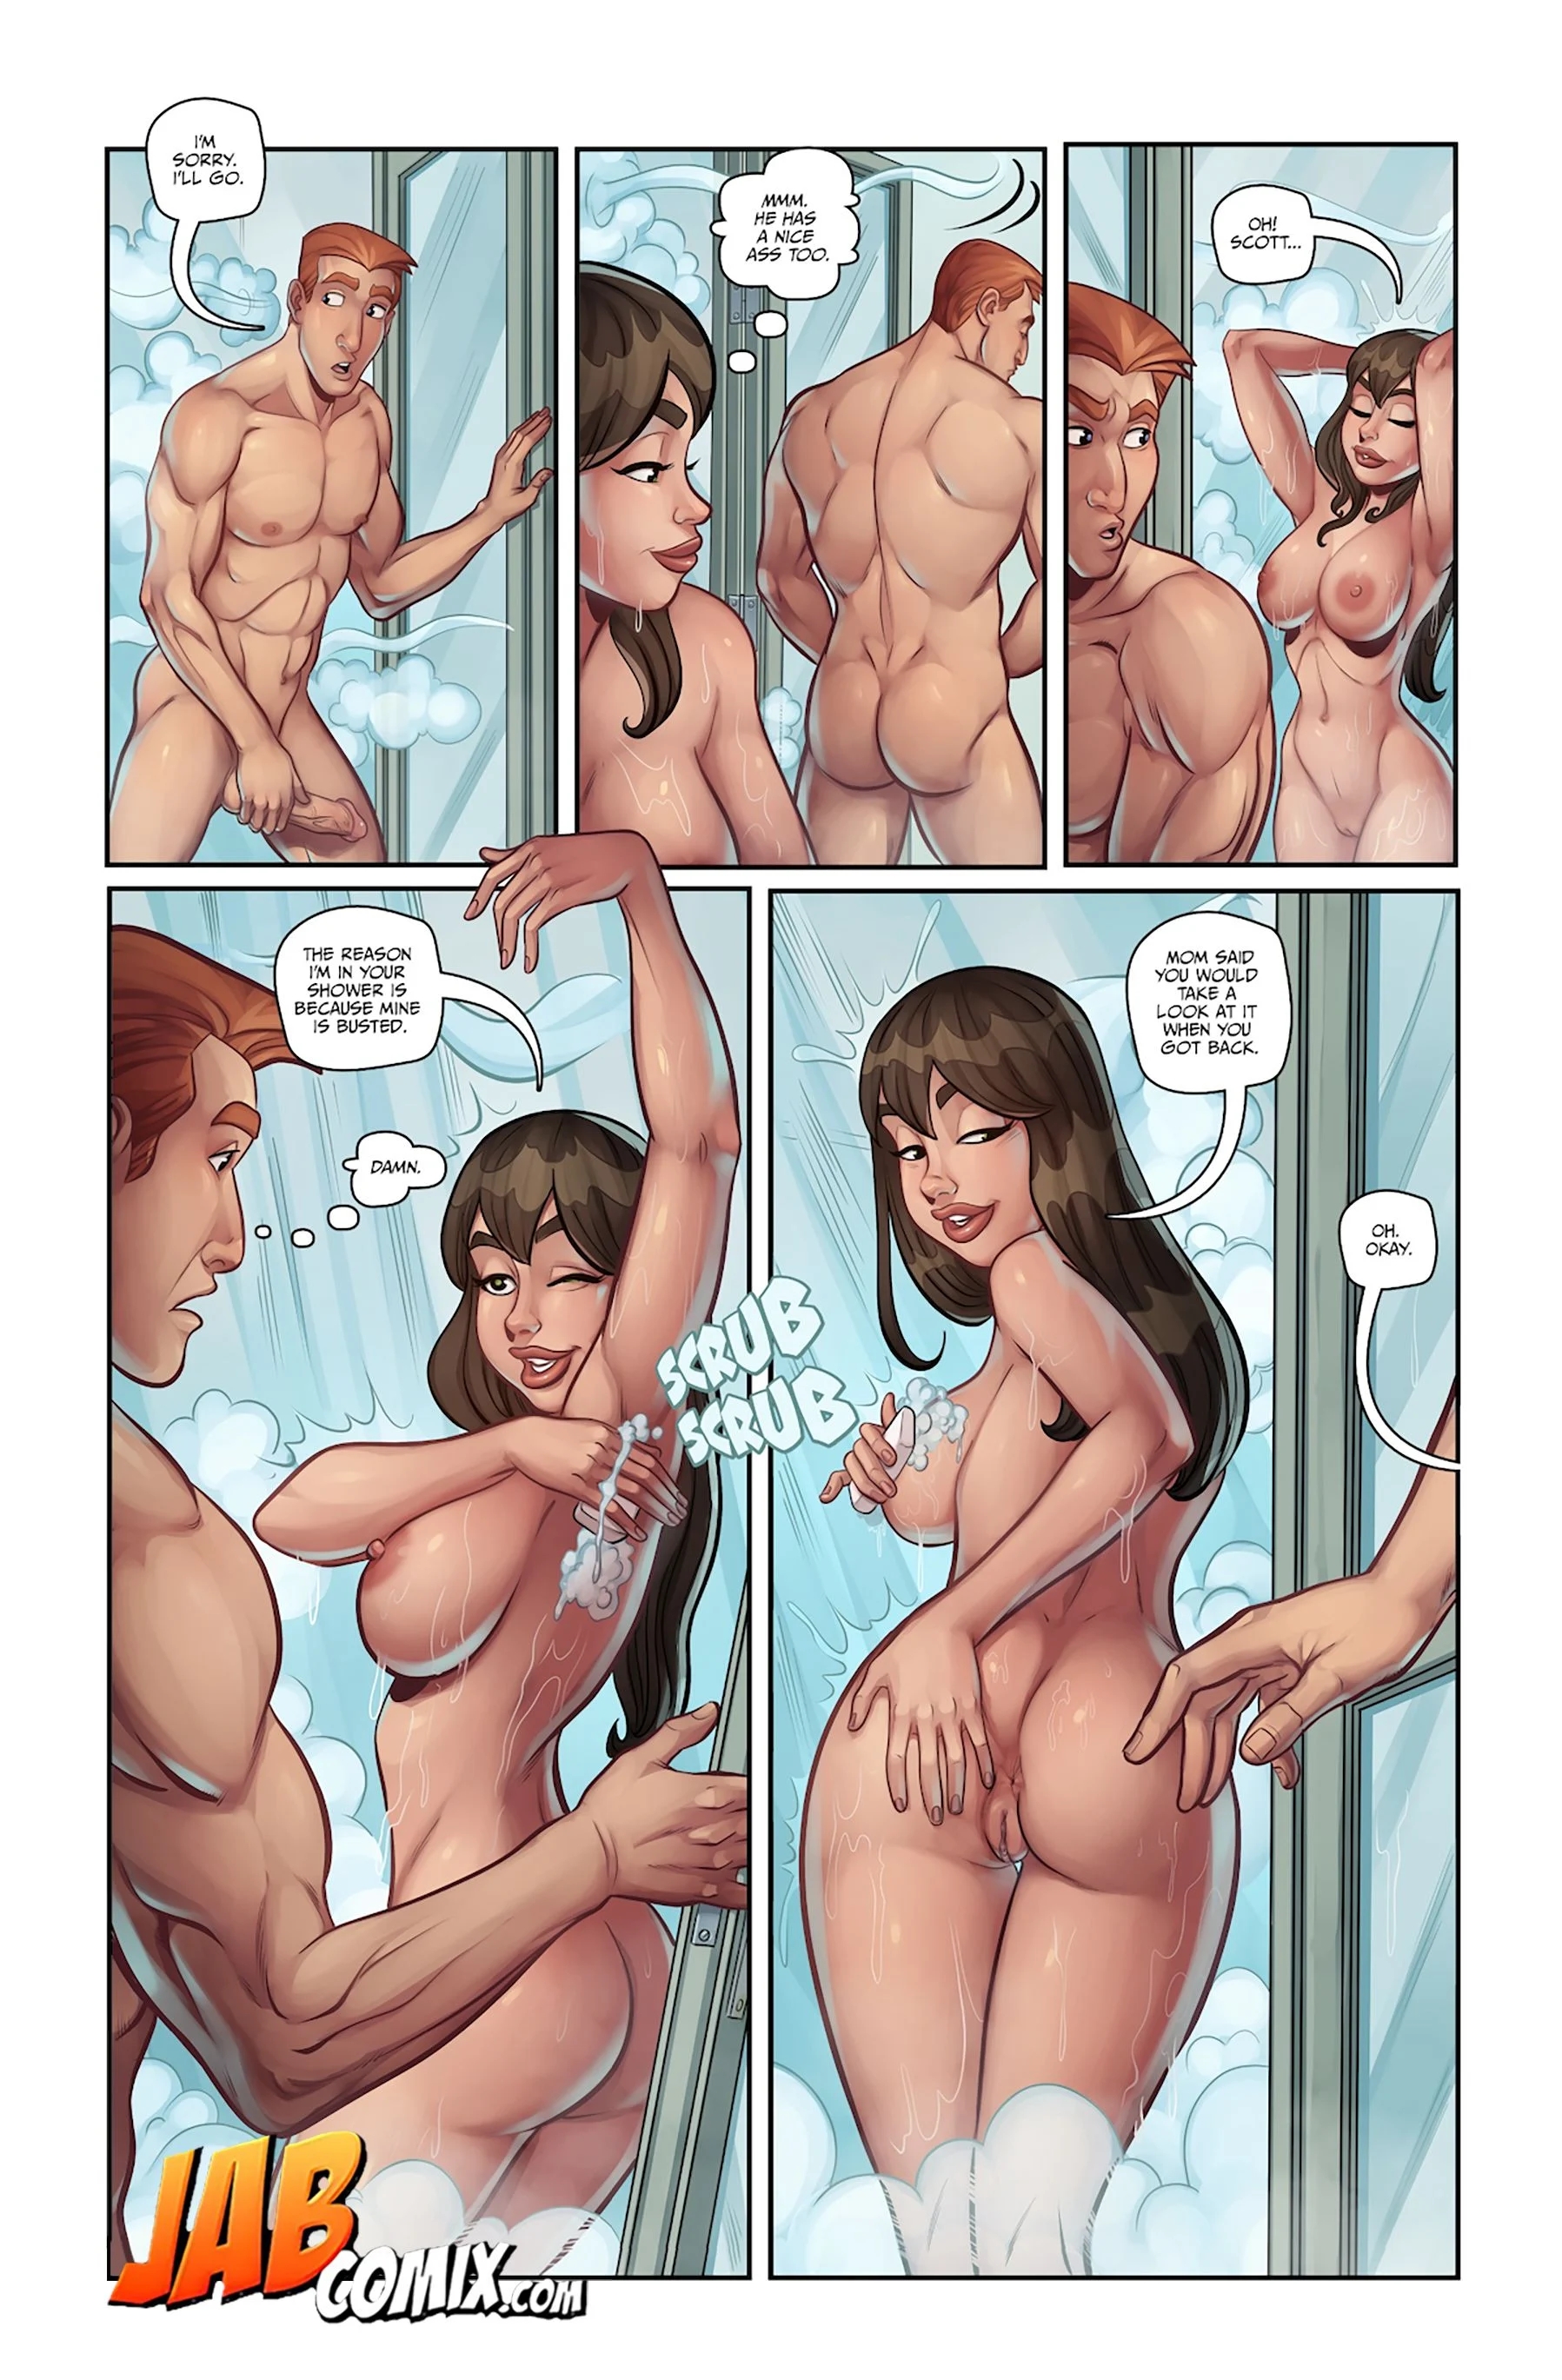 I'M
SORRY.
I'LL GO.
MMM.
HE HAS
A NICE
ASS TOO.
OH!
SCOTT...
THE REASON
I'M IN YOUR
SHOWER IS
BECAUSE MINE
IS BUSTED.
DAMN.
SCRUB
SCRUB
MOM SAID
YOU WOULD
TAKE A
LOOK AT IT
WHEN YOU
GOT BACK.
OH.
OKAY.
JAB
COMIX.COM